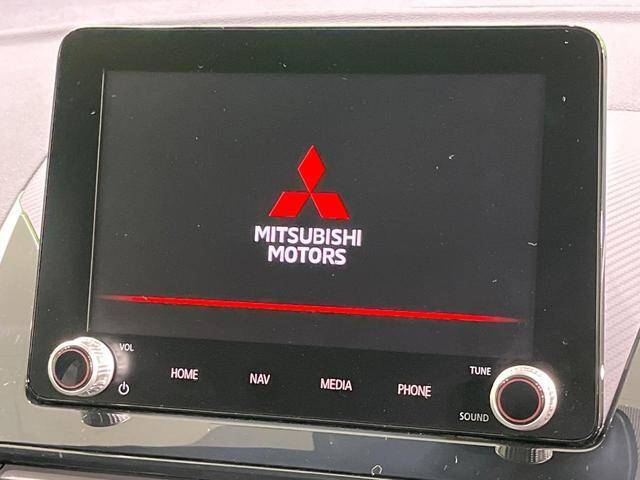 MITSUBISHI
MOTORS
VOL
HOME
NAV
MEDIA
PHONE
TUNE
SOUND